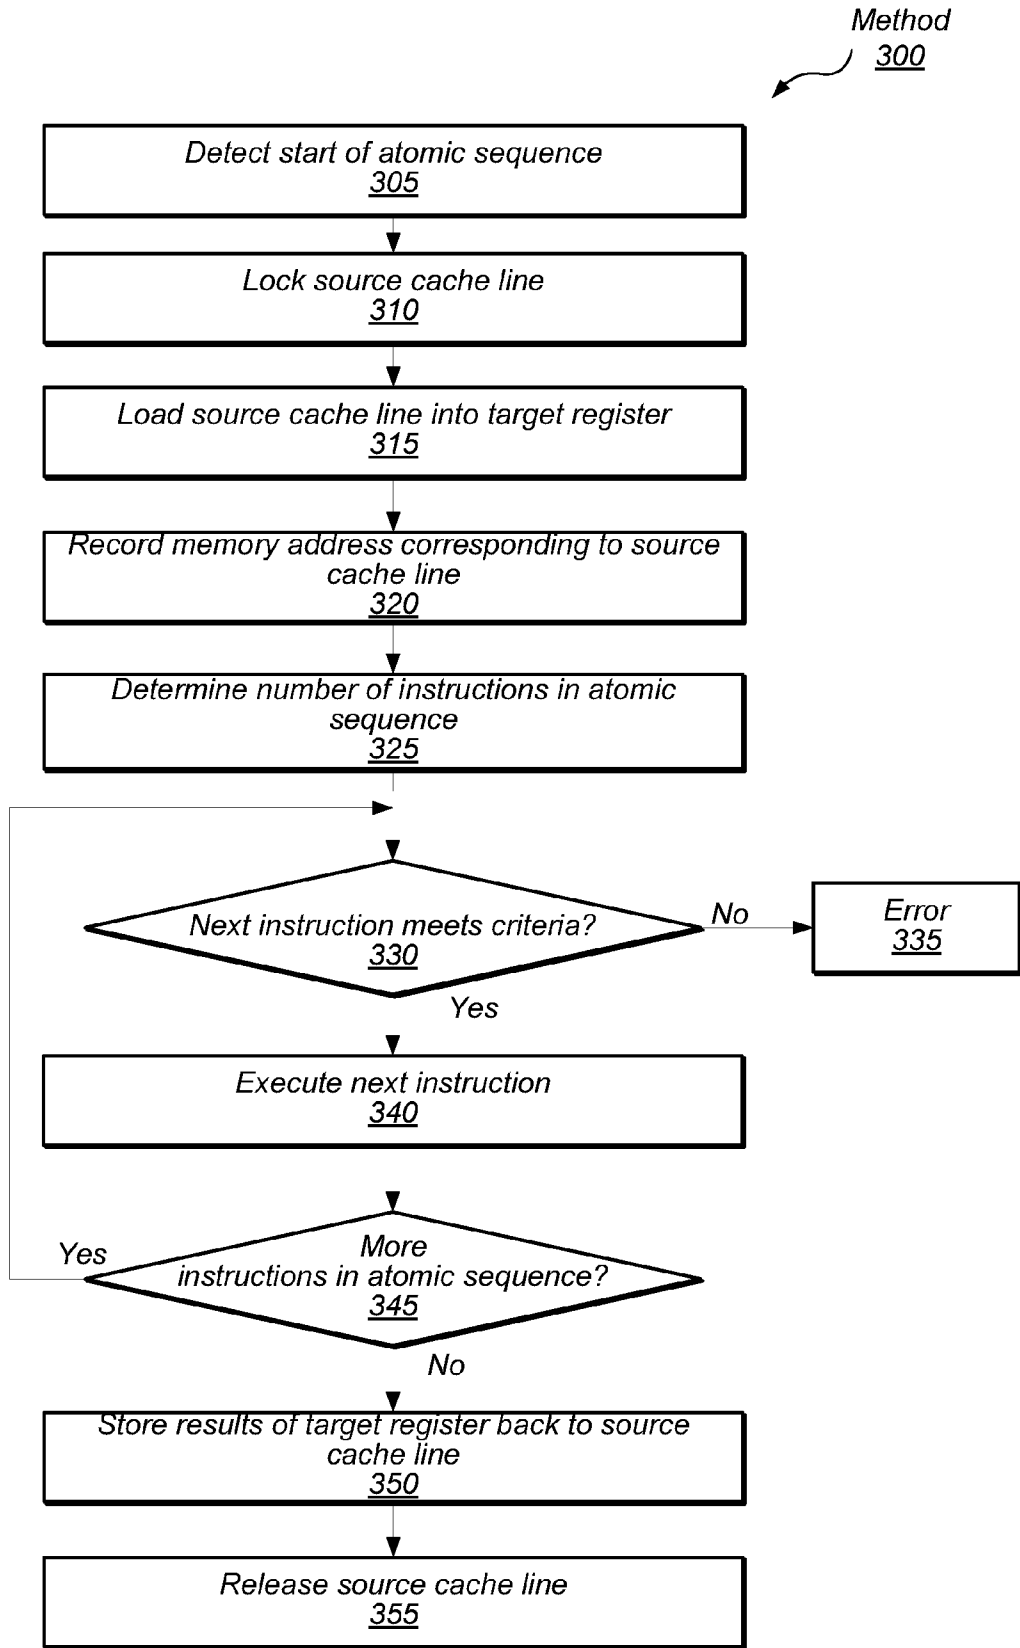 Method
300
Detect start of atomic sequence
305
Lock source cache line
310
Load source cache line into target register
315
Record memory address corresponding to source
cache line
320
Determine number of instructions in atomic
sequence
325
Next instruction meets criteria?
330
No
Error
335
Yes
Execute next instruction
340
Yes
More
instructions in atomic sequence?
345
No
Store results of target register back to source
cache line
350
Release source cache line
355